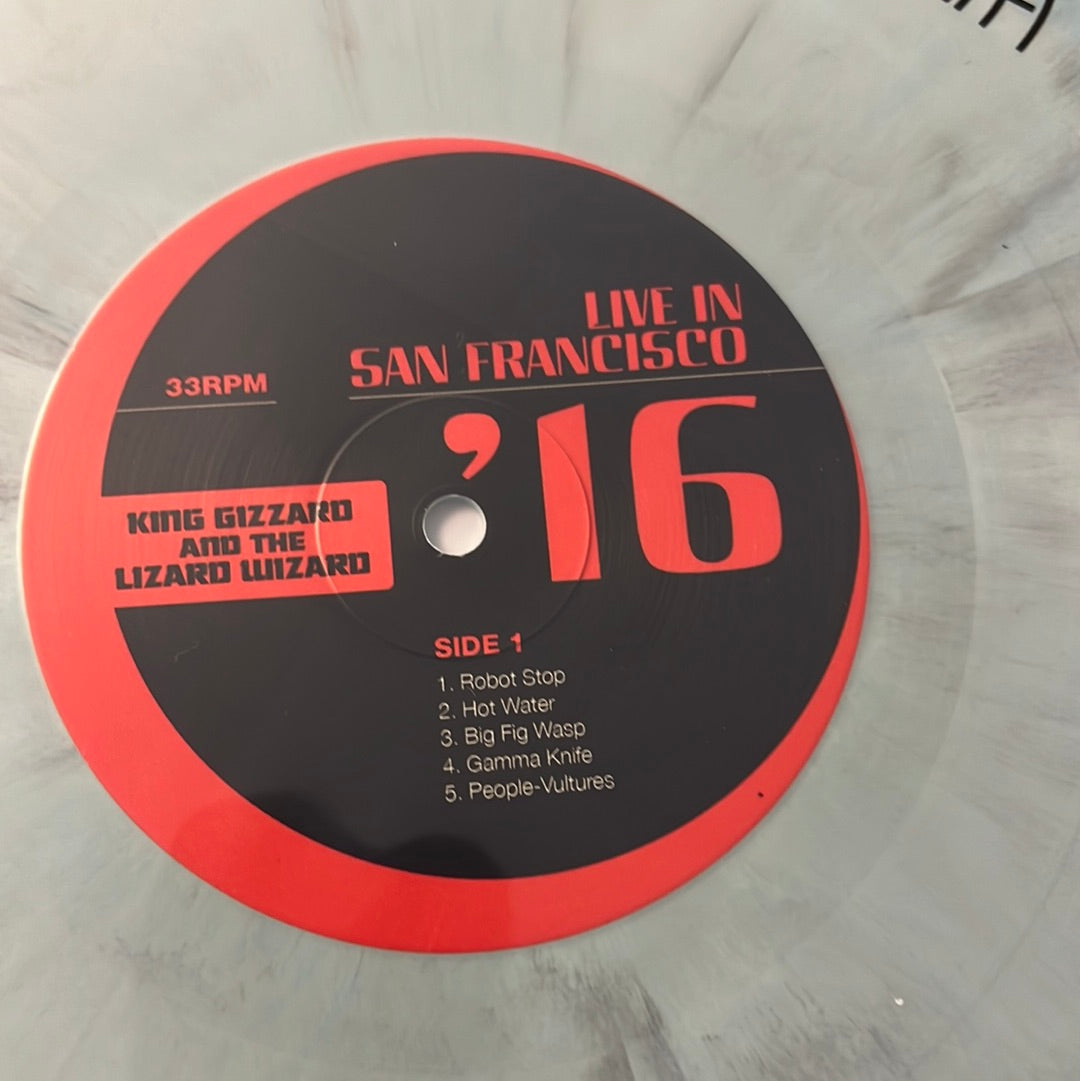 LIVE IN
SAN FRANCISCO
'16
33RPM
KING GIZZARD
AND THE
LIZARD WIZARD
SIDE 1
1. Robot Stop
2. Hot Water
3. Big Fig Wasp
4. Gamma Knife
5. People-Vultures